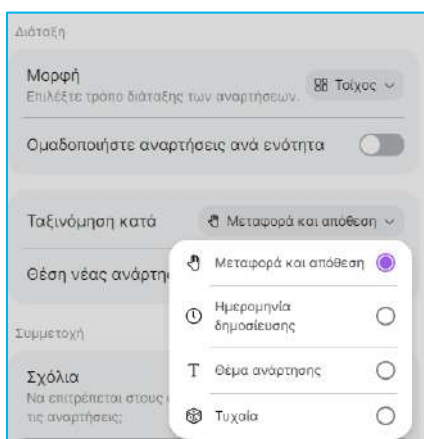 Διάταξη
Μορφή
Επιλέξτε τρόπο διάταξης των αναρτήσεων.
Τοίχος
Ομαδοποιήστε αναρτήσεις ανά ενότητα
Ταξινόμηση κατά
Μεταφορά και απόθεση
Θέση νέας ανάρτη
Μεταφορά και απόθεση
Ημερομηνία
δημοσίευσης
Θέμα ανάρτησης
Τυχαία
Συμμετοχή
Σχόλια
Να επιτρέπεται στους
τις αναρτήσεις;